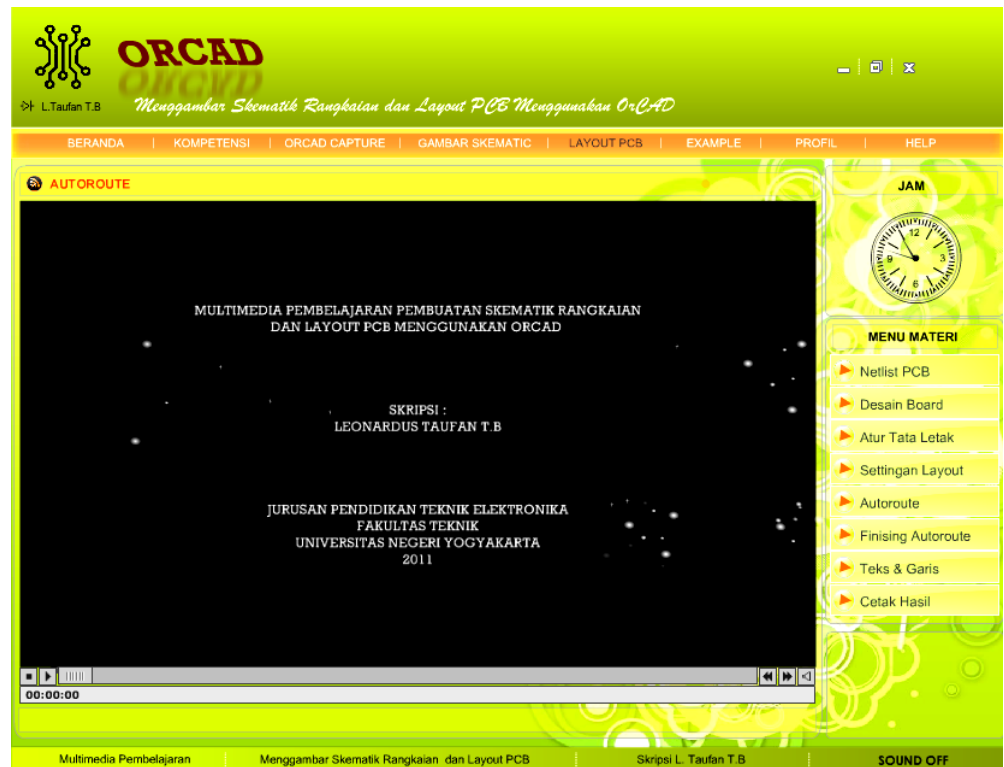 ORCAD
L.Taufan T.B
Menggambar Skematik Rangkaian dan Layout PCB Menggunakan OrCAD
BERANDA | KOMPETENSI | ORCAD CAPTURE | GAMBAR SKEMATIC | LAYOUT PCB | EXAMPLE | PROFIL | HELP
AUTOROUTE
MULTIMEDIA PEMBELAJARAN PEMBUATAN SKEMATIK RANGKAIAN
DAN LAYOUT PCB MENGGUNAKAN ORCAD
SKRIPSI :
LEONARDUS TAUFAN T.B
JURUSAN PENDIDIKAN TEKNIK ELEKTRONIKA
FAKULTAS TEKNIK
UNIVERSITAS NEGERI YOGYAKARTA
2011
00:00:00
JAM
12
9 3
6
MENU MATERI
Netlist PCB
Desain Board
Atur Tata Letak
Settingan Layout
Autoroute
Finising Autoroute
Teks & Garis
Cetak Hasil
Multimedia Pembelajaran Menggambar Skematik Rangkaian dan Layout PCB Skripsi L. Taufan T.B SOUND OFF